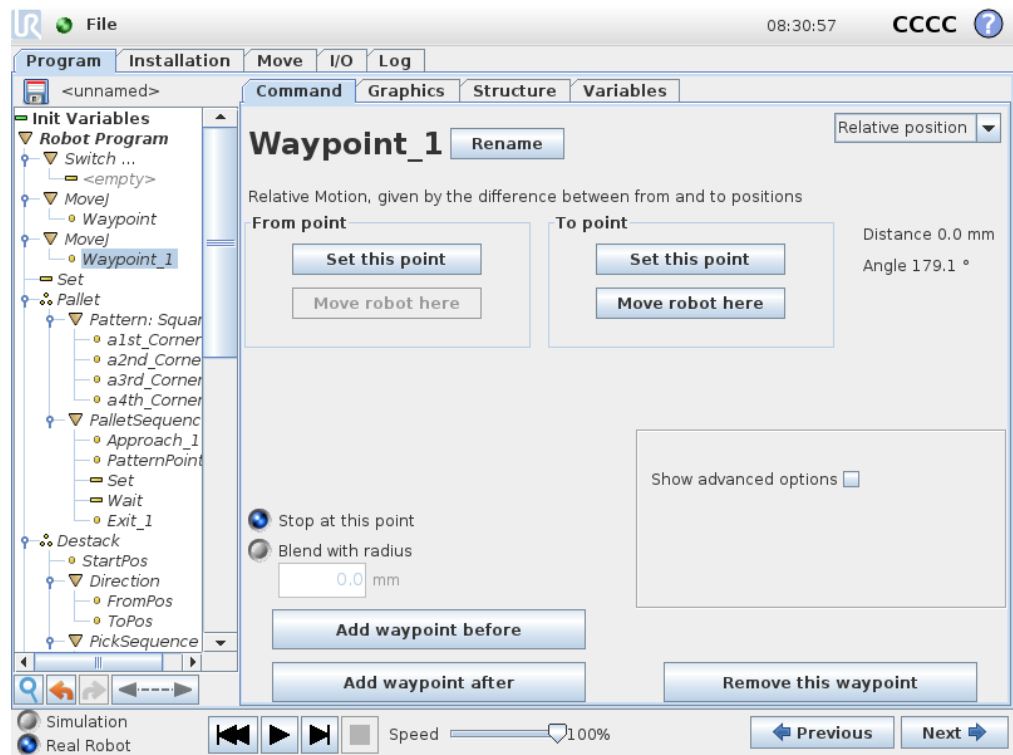 UR File 08:30:57 CCCC ?
Program Installation Move I/O Log
<unnamed> Command Graphics Structure Variables
Init Variables
Robot Program
Switch ...
<empty>
MoveJ
Waypoint
MoveJ
Waypoint_1
Set
Pallet
Pattern: Squar
a1st_Corner
a2nd_Corne
a3rd_Corner
a4th_Corner
PalletSequenc
Approach_1
PatternPoint
Set
Wait
Exit_1
Destack
StartPos
Direction
FromPos
ToPos
PickSequence
Waypoint_1 Rename Relative position
Relative Motion, given by the difference between from and to positions
From point To point
Set this point Set this point Distance 0.0 mm
Move robot here Move robot here Angle 179.1 °
Show advanced options
Stop at this point
Blend with radius
0.0 mm
Add waypoint before
Add waypoint after Remove this waypoint
Simulation
Real Robot
Speed 100% Previous Next